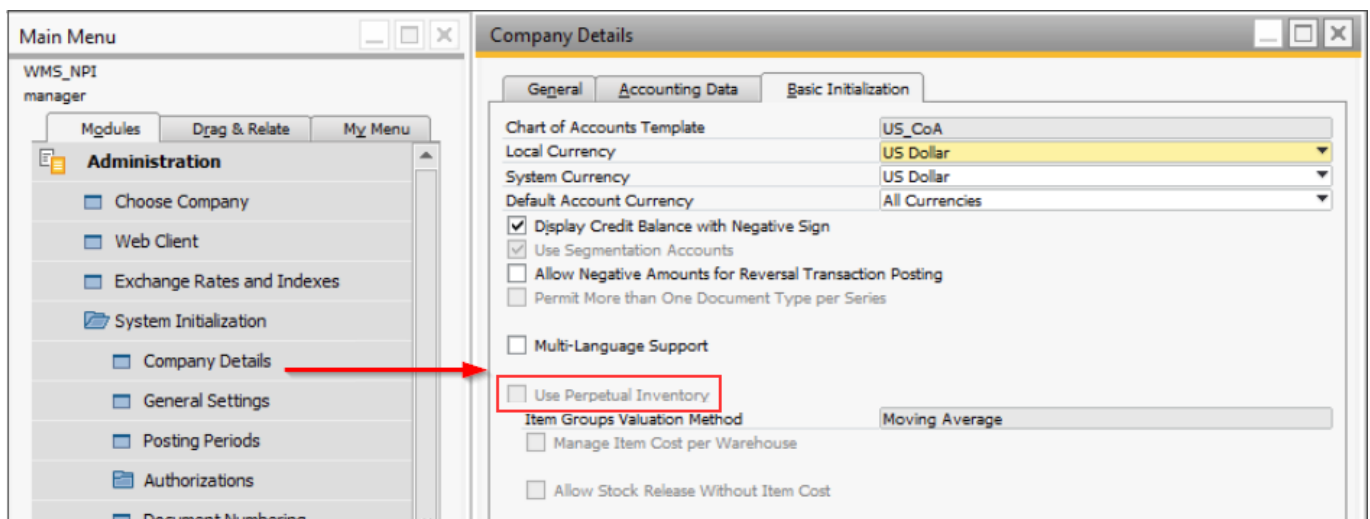 Main Menu
WMS_NPI
manager
Modules
Drag & Relate
My Menu
Administration
Choose Company
Web Client
Exchange Rates and Indexes
System Initialization
Company Details
General Settings
Posting Periods
Authorizations
Document Numbering
Company Details
General
Accounting Data
Basic Initialization
Chart of Accounts Template US_CoA
Local Currency US Dollar
System Currency US Dollar
Default Account Currency All Currencies
Display Credit Balance with Negative Sign
Use Segmentation Accounts
Allow Negative Amounts for Reversal Transaction Posting
Permit More than One Document Type per Series
Multi-Language Support
Use Perpetual Inventory
Item Groups Valuation Method Moving Average
Manage Item Cost per Warehouse
Allow Stock Release Without Item Cost